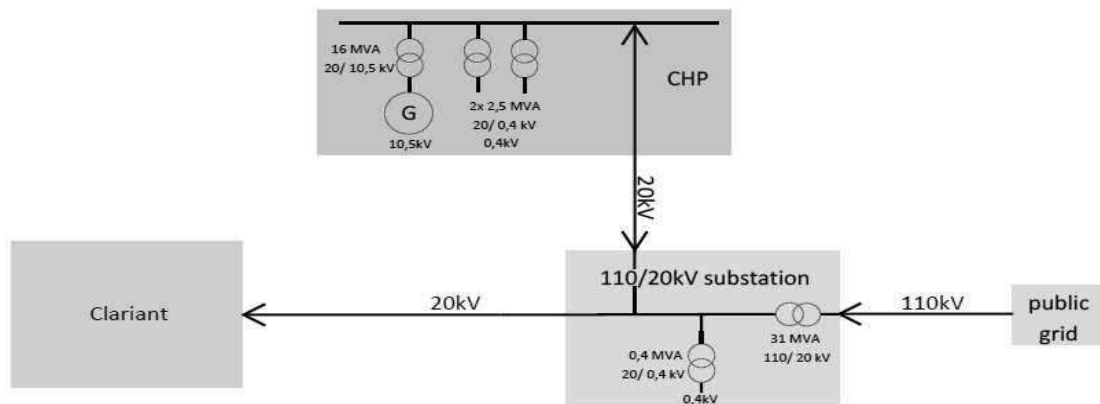 16 MVA
20/ 10,5 kV
G
10,5kV
2x 2,5 MVA
20/ 0,4 kV
0,4kV
CHP
20kV
110/20kV substation
Clariant
20kV
110kV
public
grid
31 MVA
110/ 20 kV
0,4 MVA
20/ 0,4 kV
0,4kV